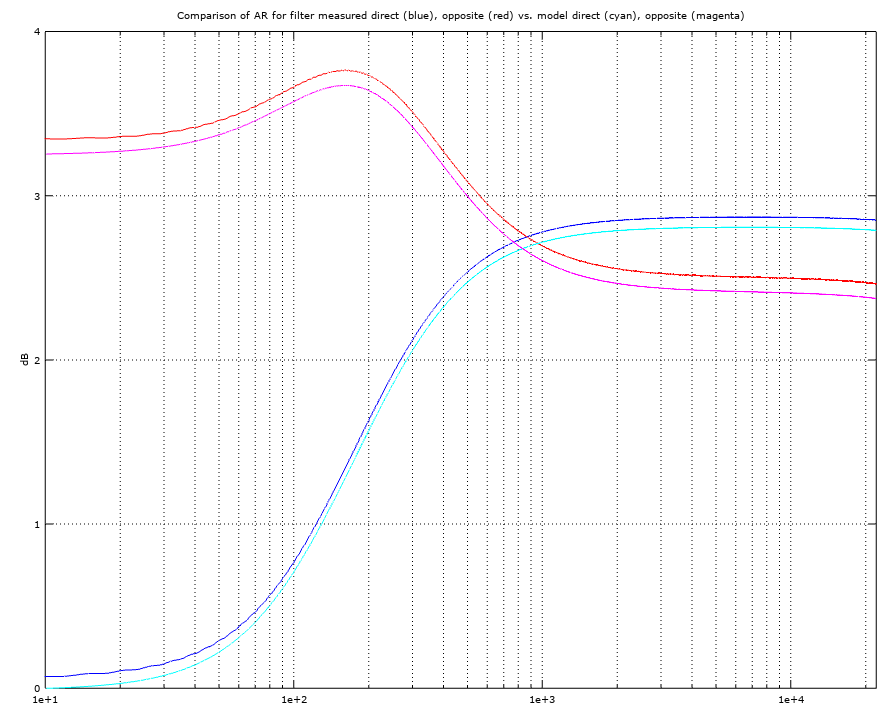 Comparison of AR for filter measured direct (blue), opposite (red) vs. model direct (cyan), opposite (magenta)
4
3
dB
2
1
0
1e+1 1e+2 1e+3 1e+4